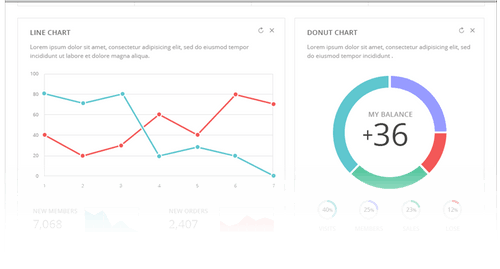 LINE CHART
Lorem ipsum dolor sit amet, consectetur adipisicing elit, sed do eiusmod tempor
incididunt ut labore et dolore magna aliqua.
100
80
60
40
20
0
1
2
3
4
5
6
7
DONUT CHART
Lorem ipsum dolor sit amet, consectetur adipisicing elit, sed
do eiusmod tempor incididunt .
MY BALANCE
+36
NEW MEMBERS
7,068
NEW ORDERS
2,407
40%
25%
23%
12%